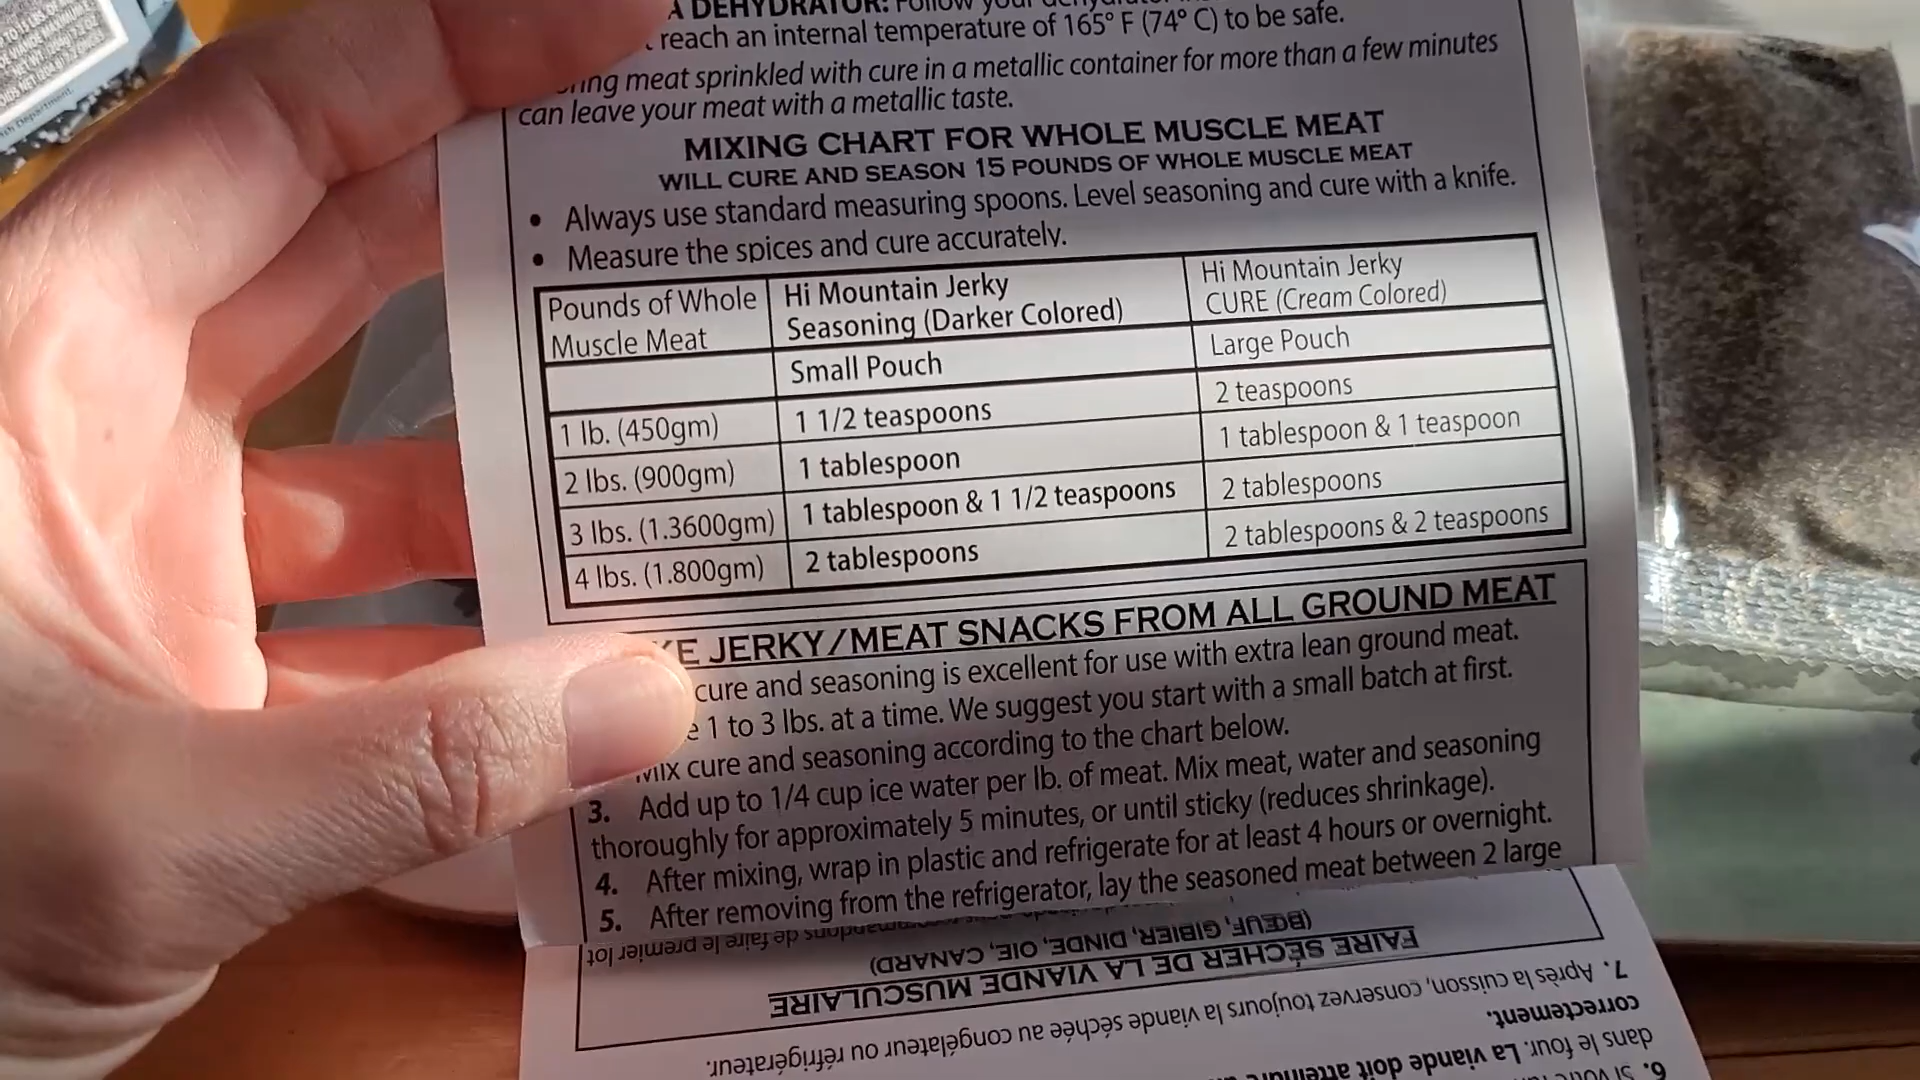 A DEHYDRATOR: Follow your
reach an internal temperature of 165° F (74° C) to be safe.
meat sprinkled with cure in a metallic container for more than a few minutes
can leave your meat with a metallic taste.
MIXING CHART FOR WHOLE MUSCLE MEAT
WILL CURE AND SEASON 15 POUNDS OF WHOLE MUSCLE MEAT
• Always use standard measuring spoons. Level seasoning and cure with a knife.
• Measure the spices and cure accurately.
Pounds of Whole Muscle Meat Hi Mountain Jerky Seasoning (Darker Colored) Hi Mountain Jerky CURE (Cream Colored)
Small Pouch Large Pouch
1 lb. (450gm) 1 1/2 teaspoons 2 teaspoons
2 lbs. (900gm) 1 tablespoon 1 tablespoon & 1 teaspoon
3 lbs. (1.3600gm) 1 tablespoon & 1 1/2 teaspoons 2 tablespoons
4 lbs. (1.800gm) 2 tablespoons 2 tablespoons & 2 teaspoons
JERKY/MEAT SNACKS FROM ALL GROUND MEAT
cure and seasoning is excellent for use with extra lean ground meat.
1 to 3 lbs. at a time. We suggest you start with a small batch at first.
Mix cure and seasoning according to the chart below.
3. Add up to 1/4 cup ice water per lb. of meat. Mix meat, water and seasoning
thoroughly for approximately 5 minutes, or until sticky (reduces shrinkage).
4. After mixing, wrap in plastic and refrigerate for at least 4 hours or overnight.
5. After removing from the refrigerator, lay the seasoned meat between 2 large
dans le four. La viande doit atteindre
correctement.
7. Après la cuisson, conservez toujours la viande séchée au congélateur ou réfrigérateur.
FAIRE SÉCHER DE LA VIANDE MUSCULAIRE
(BŒUF, GIBIER, DINDE, OIE, CANARD)
de faire le premier lot